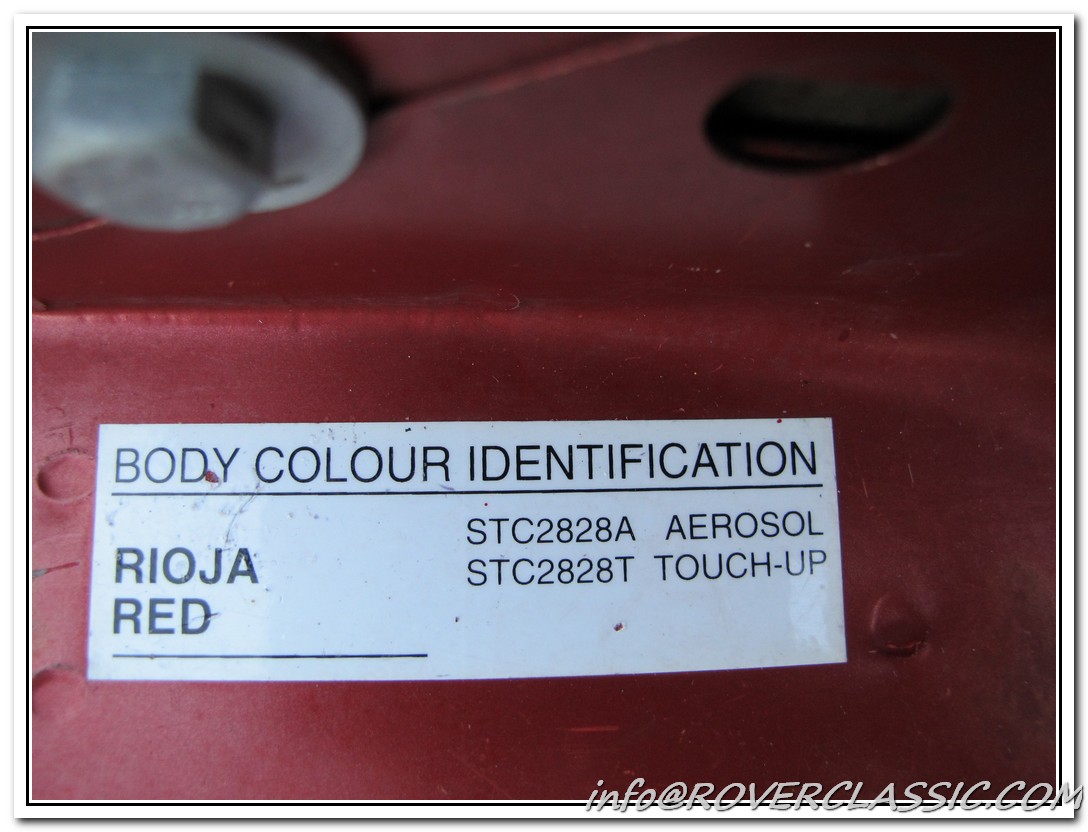 BODY COLOUR IDENTIFICATION
STC2828A AEROSOL
STC2828T TOUCH-UP
RIOJA
RED
info@ROVERCLASSIC.COM